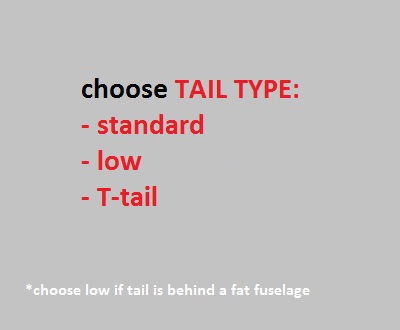 choose TAIL TYPE:
- standard
- low
- T-tail
*choose low if tail is behind a fat fuselage